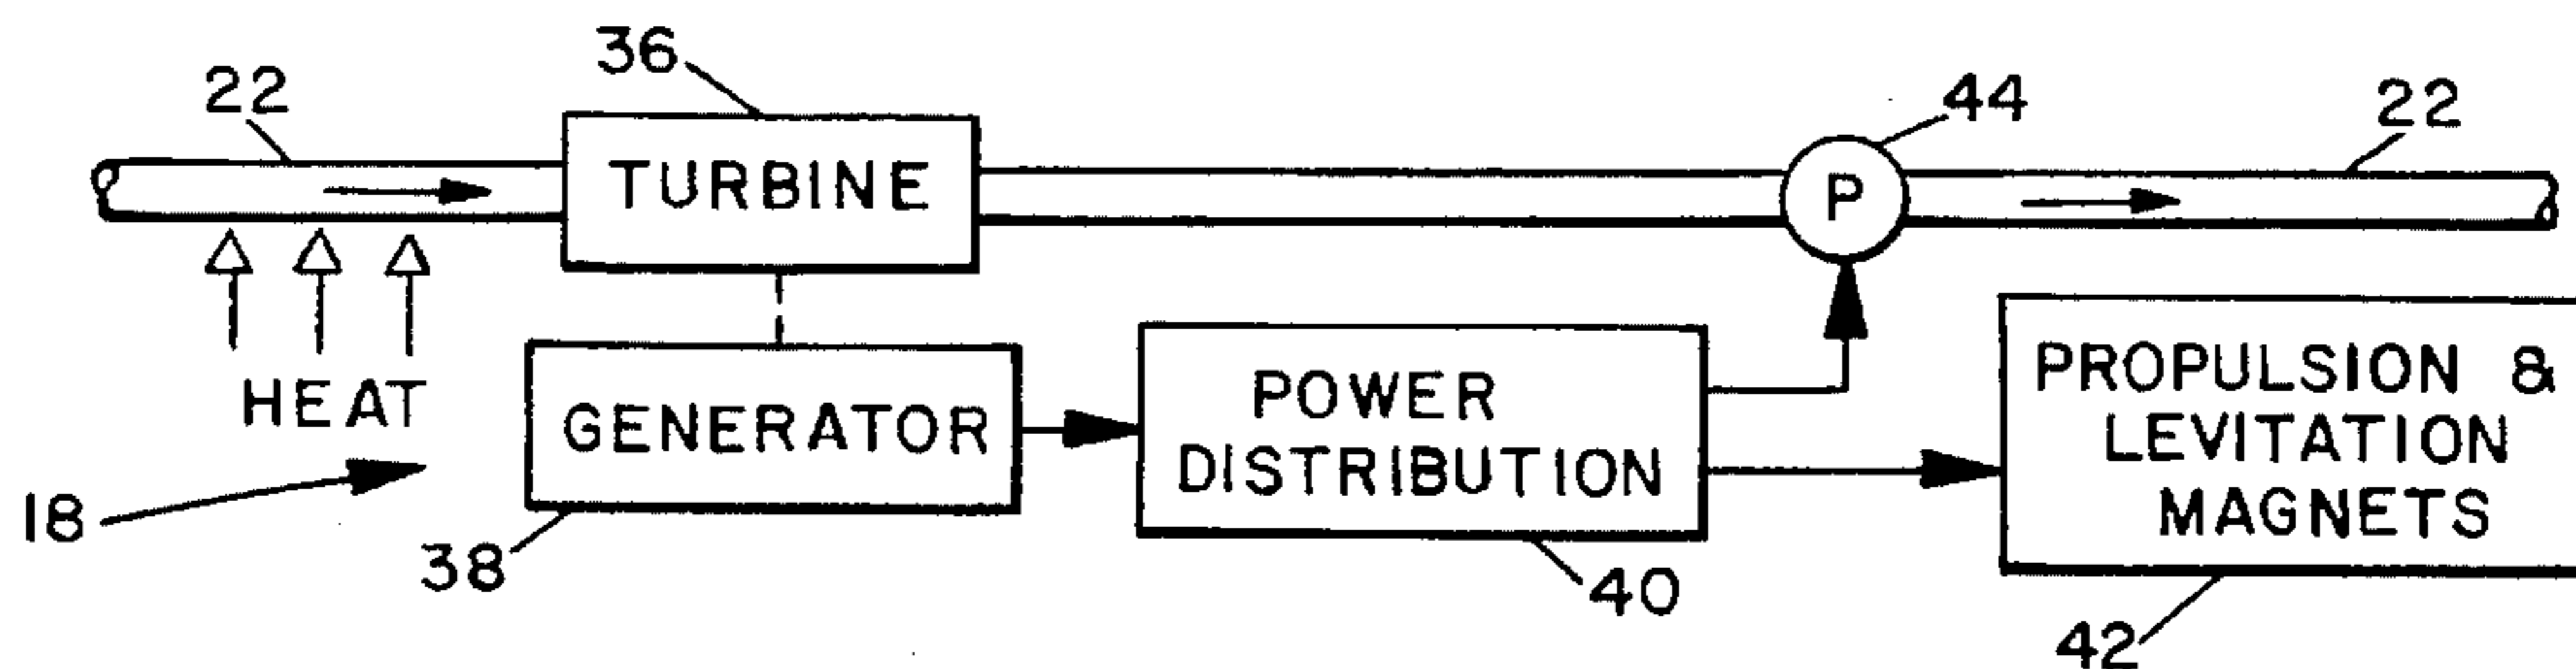 36
22
44
22
TURBINE
P
HEAT
GENERATOR
POWER
DISTRIBUTION
PROPULSION &
LEVITATION
MAGNETS
18
38
40
42